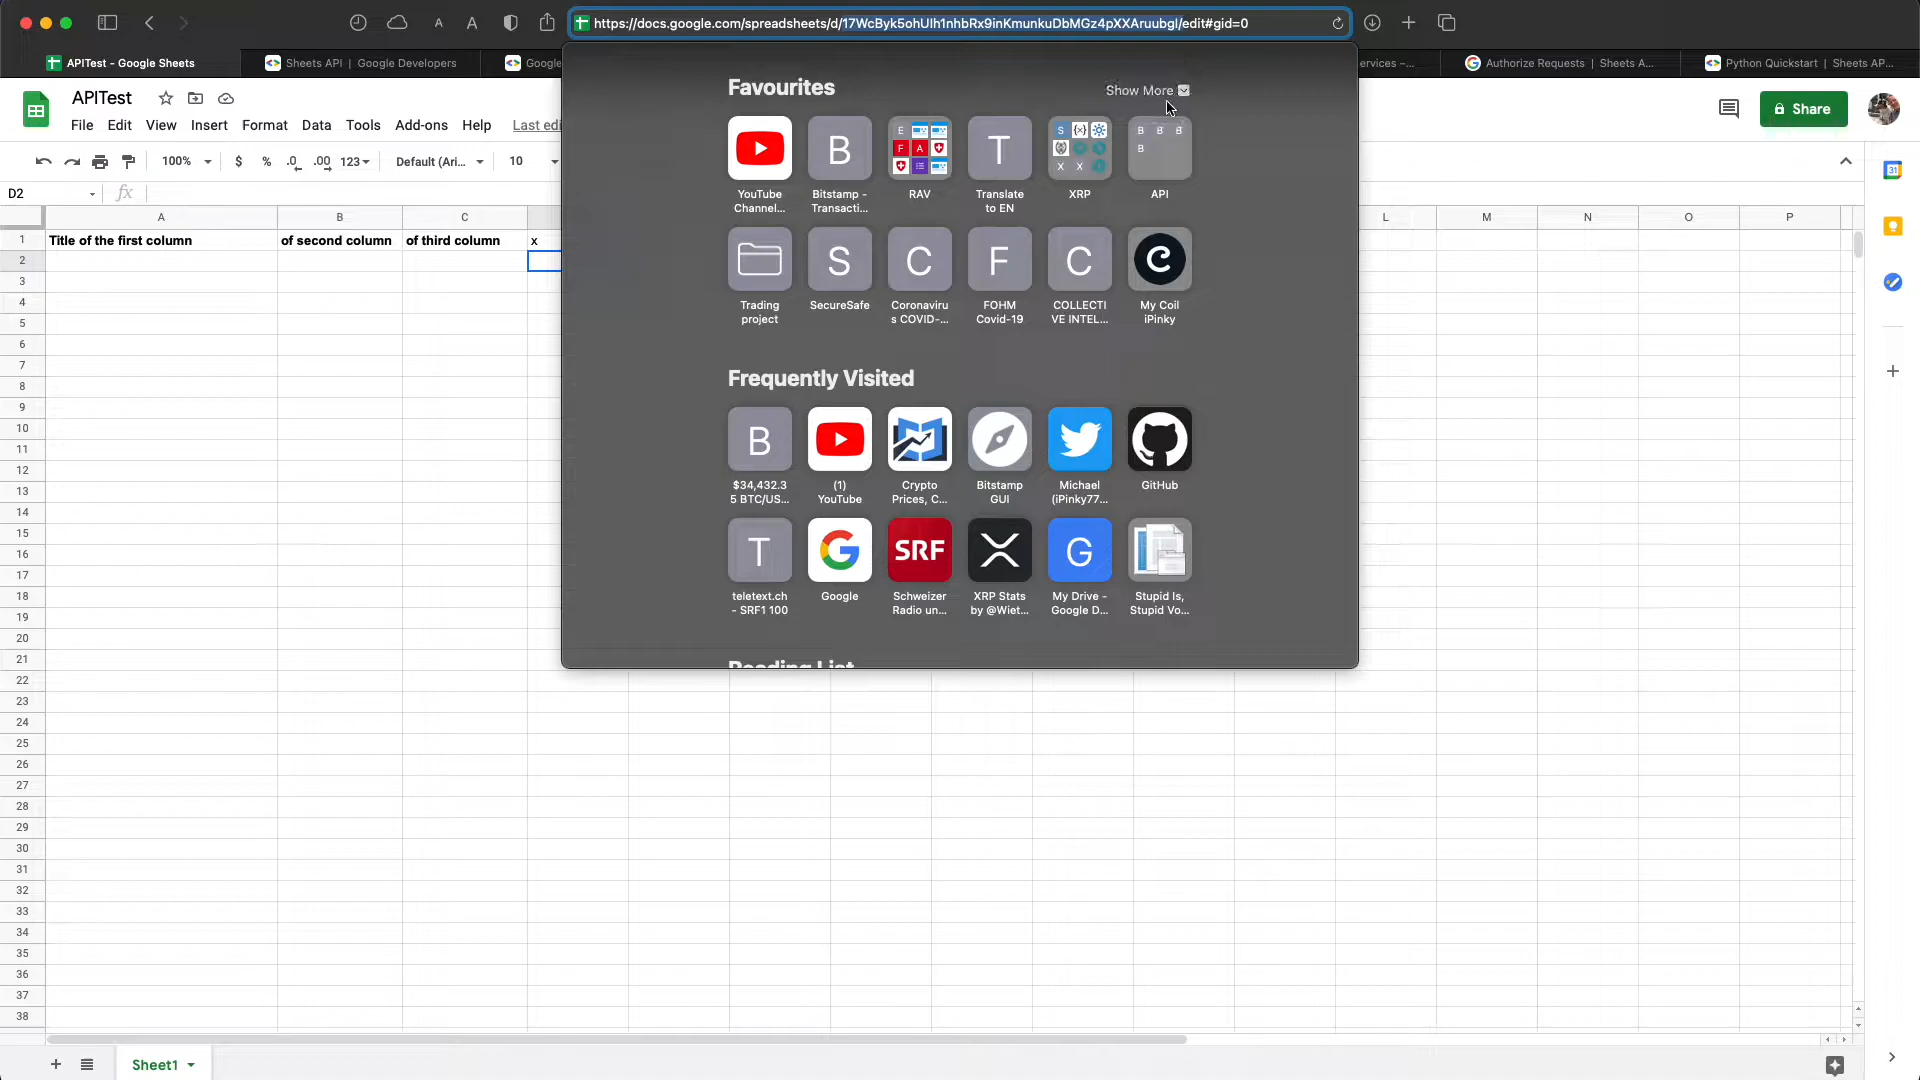 https://docs.google.com/spreadsheets/d/17WcByk5ohUlh1nhbRx9inKmunkuDbMGz4pXXAruubgI/edit#gid=0
APITest - Google Sheets
Sheets API | Google Developers
Google
ervices –...
Authorize Requests | Sheets A...
Python Quickstart | Sheets AP...
APITest
File Edit View Insert Format Data Tools Add-ons Help Last edi
Share
100% $ % .0 .00 123 Default (Ari... 10
D2 fx
A B C L M N O P
1 Title of the first column of second column of third column x
2
3
4
5
6
7
8
9
10
11
12
13
14
15
16
17
18
19
20
21
22
23
24
25
26
27
28
29
30
31
32
33
34
35
36
37
38
Favourites
Show More
B E F A T S {x} X X B B B B
YouTube Channel...
Bitstamp - Transacti...
RAV
Translate to EN
XRP
API
S C F C C
Trading project
SecureSafe
Coronaviru s COVID-...
FOHM Covid-19
COLLECTI VE INTEL...
My Coil iPinky
Frequently Visited
B
$34,432.3 5 BTC/US...
(1) YouTube
Crypto Prices, C...
Bitstamp GUI
Michael (iPinky77...
GitHub
T G SRF G
teletext.ch - SRF1 100
Google
Schweizer Radio un...
XRP Stats by @Wiet...
My Drive - Google D...
Stupid Is, Stupid Vo...
Reading List
31
Sheet1